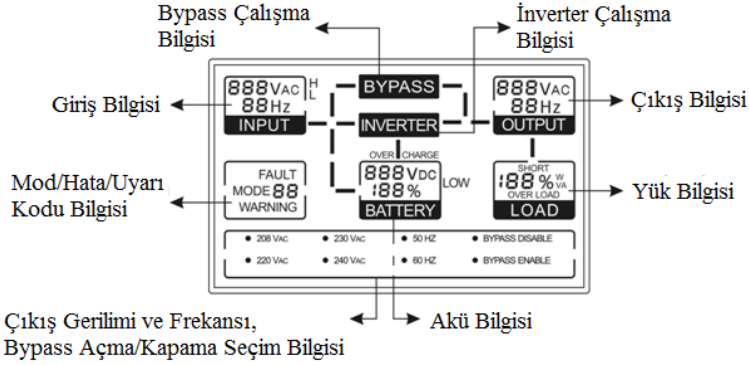 Bypass Çalışma
Bilgisi
İnverter Çalışma
Bilgisi
Giriş Bilgisi
888VAC H
L
88Hz
INPUT
BYPASS
INVERTER
888VAC
88Hz
OUTPUT
Çıkış Bilgisi
Mod/Hata/Uyarı
Kodu Bilgisi
FAULT
MODE 88
WARNING
OVER CHARGE
888VDC
188%
LOW
BATTERY
SHORT
188% W
VA
OVER LOAD
LOAD
Yük Bilgisi
• 208 VAC • 230 VAC • 50 HZ • BYPASS DISABLE
• 220 VAC • 240 VAC • 60 HZ • BYPASS ENABLE
Çıkış Gerilimi ve Frekansı,
Bypass Açma/Kapama Seçim Bilgisi
Akü Bilgisi